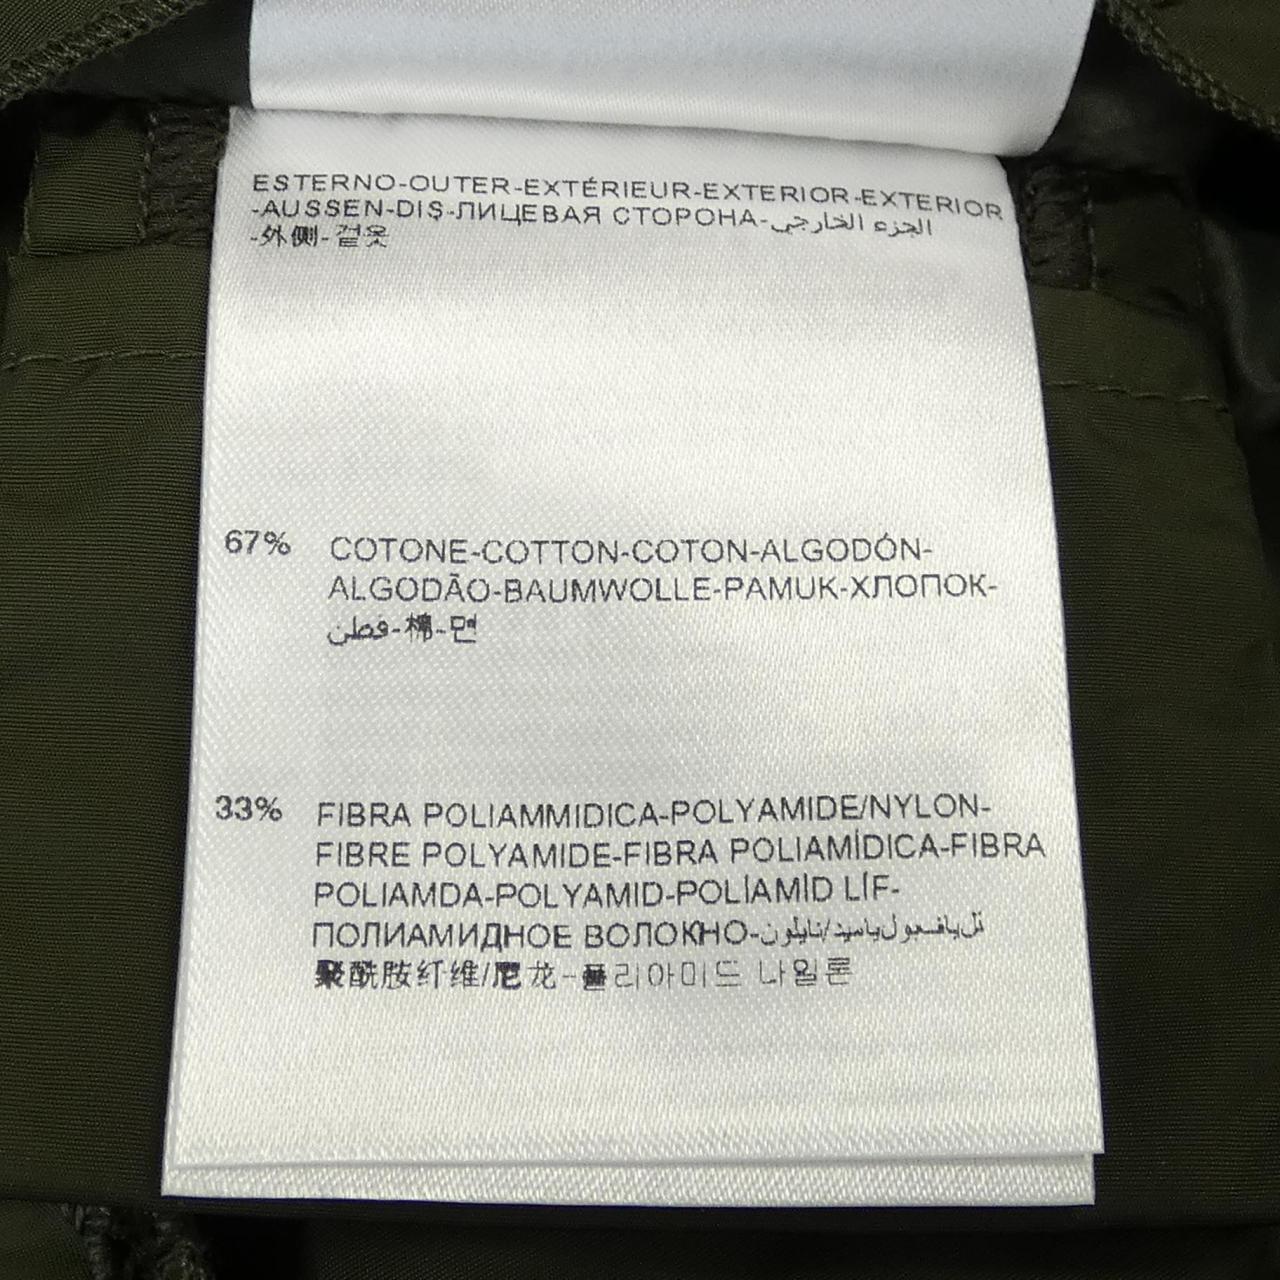 ESTERNO-OUTER-EXTÉRIEUR-EXTERIOR-EXTERIOR
-AUSSEN-DIŞ-ЛИЦЕВАЯ СТОРОНА-الجزء الخارجي
-外侧-겉옷
67% COTONE-COTTON-COTON-ALGODÓN-
ALGODÃO-BAUMWOLLE-PAMUK-ХЛОПОК-
قطن-棉-면
33% FIBRA POLIAMMIDICA-POLYAMIDE/NYLON-
FIBRE POLYAMIDE-FIBRA POLIAMÍDICA-FIBRA
POLIAMDA-POLYAMID-POLİAMİD LİF-
ПОЛИАМИДНОЕ ВОЛОКНО-
聚酰胺纤维/尼龙-폴리아미드 나일론